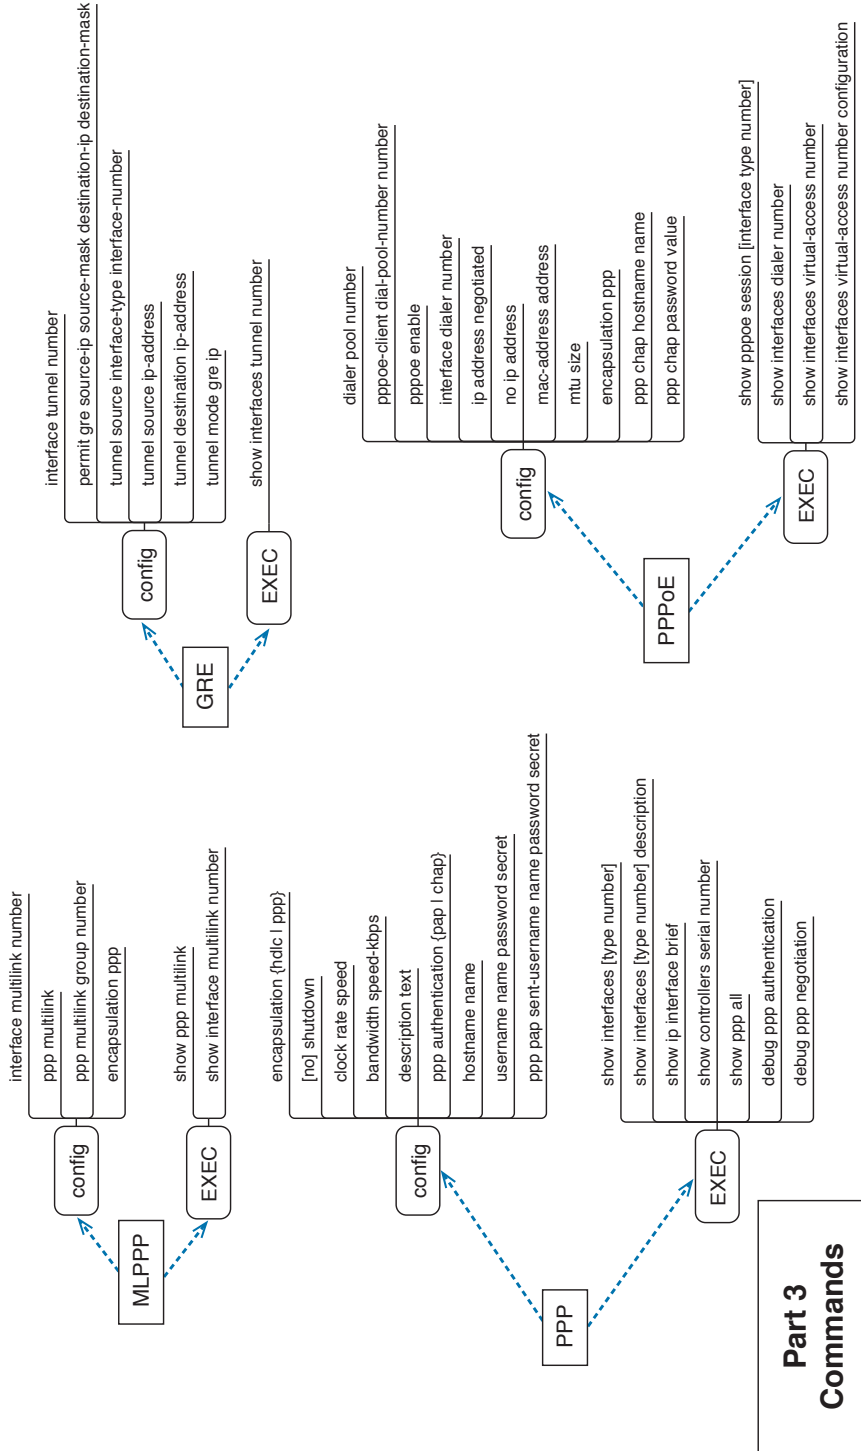 MLPPP
config
interface multilink number
ppp multilink
ppp multilink group number
encapsulation ppp
EXEC
show ppp multilink
show interface multilink number
GRE
config
interface tunnel number
permit gre source-ip source-mask destination-ip destination-mask
tunnel source interface-type interface-number
tunnel source ip-address
tunnel destination ip-address
tunnel mode gre ip
EXEC
show interfaces tunnel number
PPP
config
encapsulation {hdlc | ppp}
[no] shutdown
clock rate speed
bandwidth speed-kbps
description text
ppp authentication {pap | chap}
hostname name
username name password secret
ppp pap sent-username name password secret
EXEC
show interfaces [type number]
show interfaces [type number] description
show ip interface brief
show controllers serial number
show ppp all
debug ppp authentication
debug ppp negotiation
PPPoE
config
dialer pool number
pppoe-client dial-pool-number number
pppoe enable
interface dialer number
ip address negotiated
no ip address
mac-address address
mtu size
encapsulation ppp
ppp chap hostname name
ppp chap password value
EXEC
show pppoe session [interface type number]
show interfaces dialer number
show interfaces virtual-access number
show interfaces virtual-access number configuration
Part 3
Commands